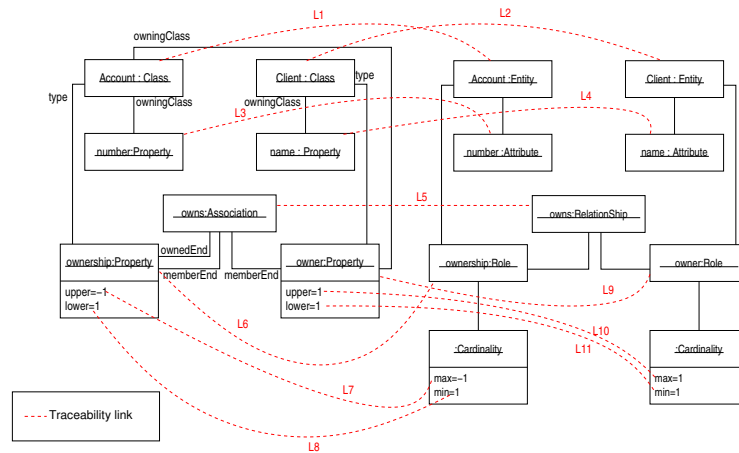 L1
L2
owningClass
Account : Class
Client : Class
type
Account :Entity
Client : Entity
type
owningClass
owningClass
L3
L4
number:Property
name : Property
number:Attribute
name : Attribute
L5
owns:Association
owns:RelationShip
ownedEnd
ownership:Property
memberEnd
memberEnd
owner:Property
ownership:Role
owner:Role
upper=−1
lower=1
upper=1
lower=1
L9
L6
L10
L11
:Cardinality
:Cardinality
L7
max=−1
min=1
max=1
min=1
Traceability link
L8